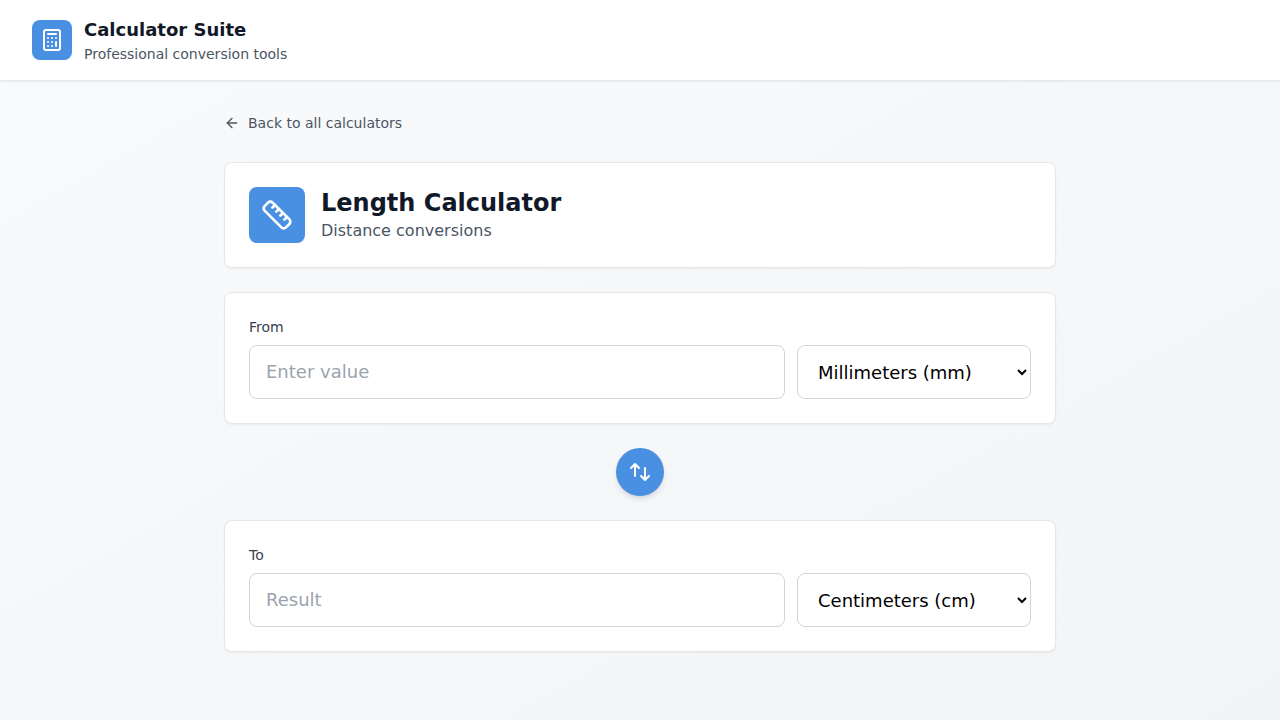 Calculator Suite
Professional conversion tools
Back to all calculators
Length Calculator
Distance conversions
From
Enter value
Millimeters (mm)
To
Result
Centimeters (cm)